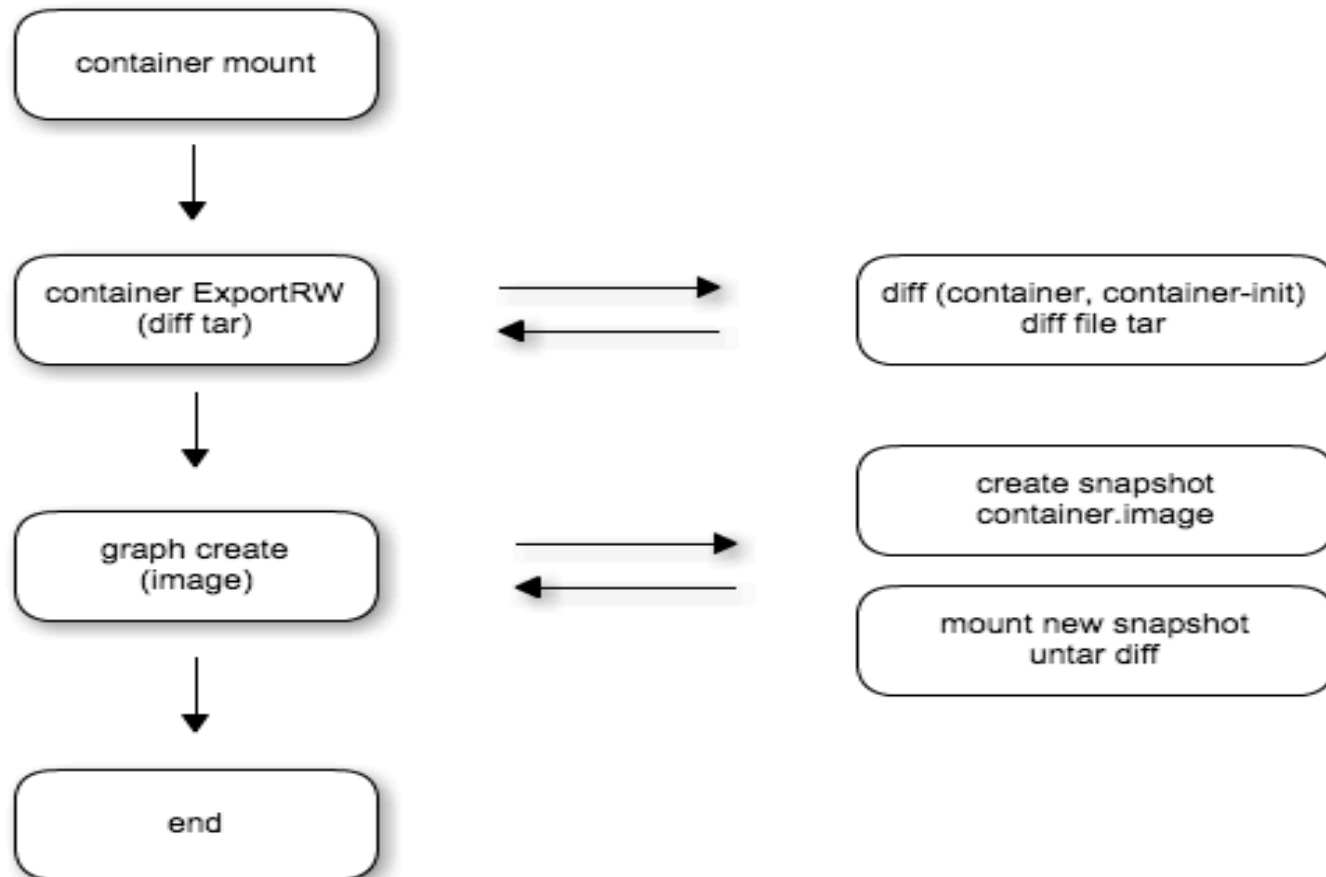 container mount
container ExportRW
(diff tar)
diff (container, container-init)
diff file tar
graph create
(image)
create snapshot
container.image
mount new snapshot
untar diff
end